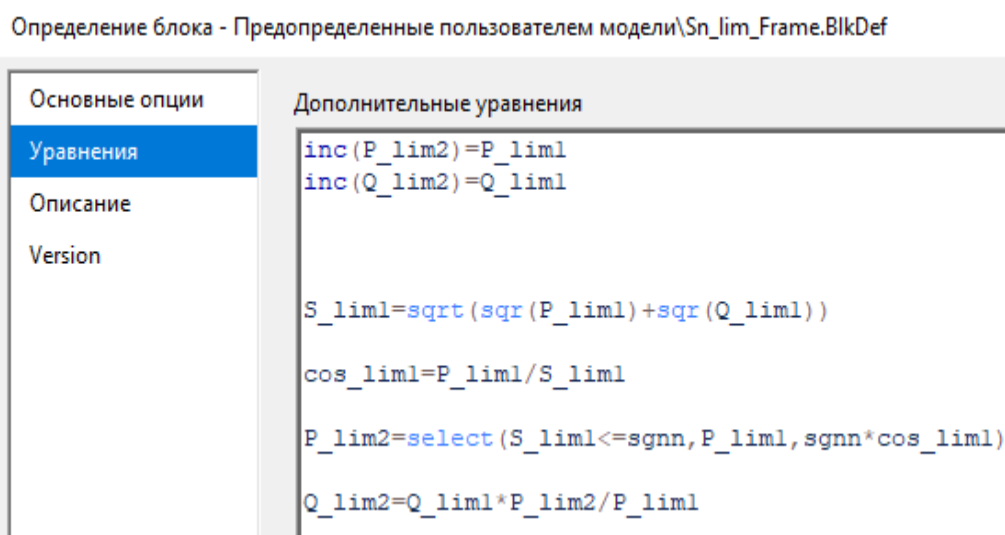 Определение блока - Предопределенные пользователем модели\Sn_lim_Frame.BlkDef
Основные опции
Уравнения
Описание
Version
Дополнительные уравнения
inc(P_lim2)=P_lim1
inc(Q_lim2)=Q_lim1
S_lim1=sqrt(sqr(P_lim1)+sqr(Q_lim1))
cos_lim1=P_lim1/S_lim1
P_lim2=select(S_lim1<=sgnn,P_lim1,sgnn*cos_lim1)
Q_lim2=Q_lim1*P_lim2/P_lim1